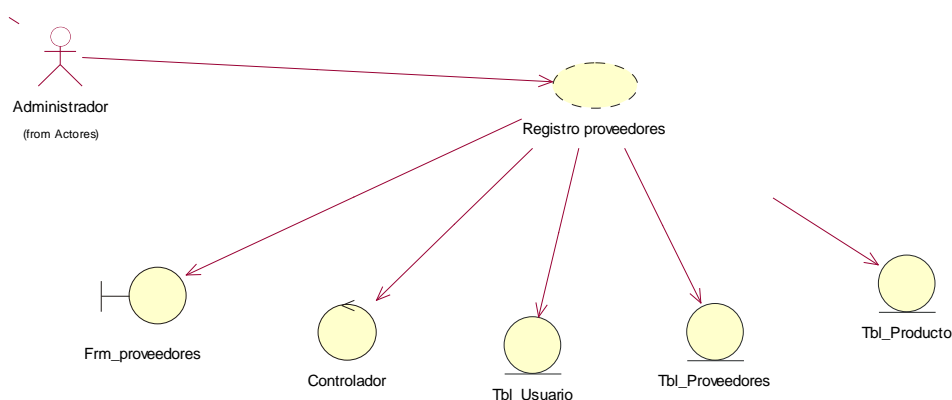 Administrador
(from Actores)
Registro proveedores
Frm_proveedores
Controlador
Tbl_Usuario
Tbl_Proveedores
Tbl_Producto